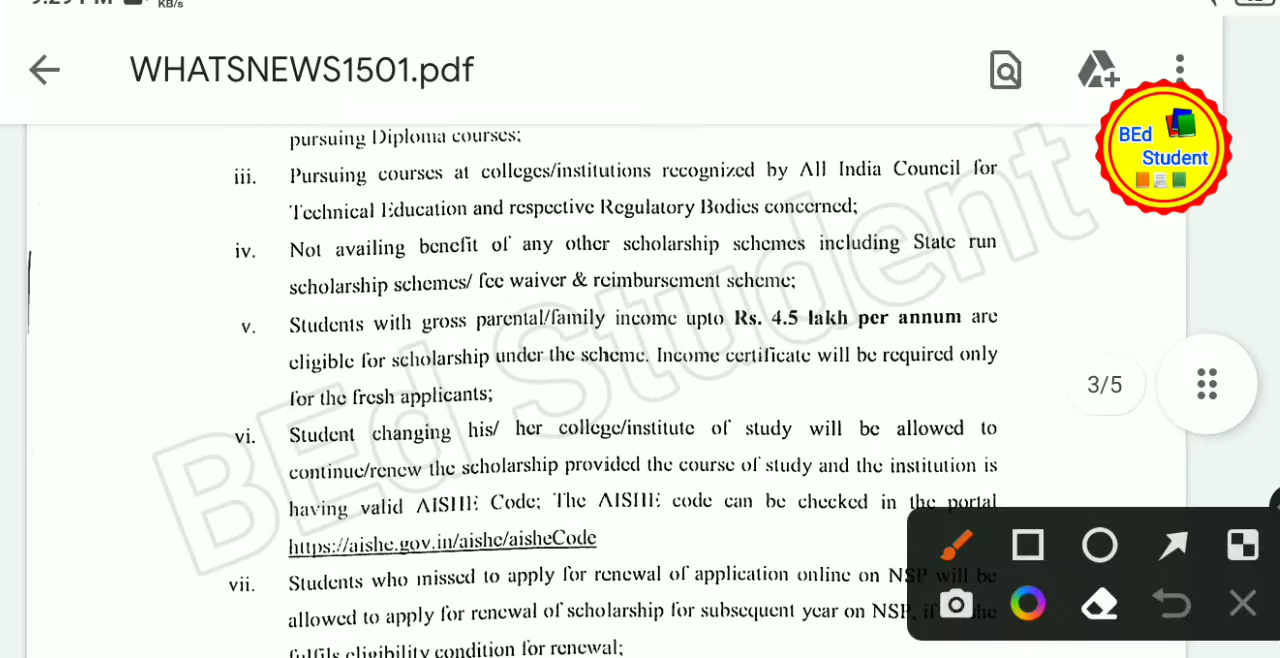 KB/s
WHATSNEWS1501.pdf
BEd
Student
pursuing Diploma courses;
iii. Pursuing courses at colleges/institutions recognized by All India Council for
Technical Education and respective Regulatory Bodies concerned;
iv. Not availing benefit of any other scholarship schemes including State run
scholarship schemes/ fee waiver & reimbursement scheme;
v. Students with gross parental/family income upto Rs. 4.5 lakh per annum are
eligible for scholarship under the scheme. Income certificate will be required only
for the fresh applicants;
3/5
vi. Student changing his/ her college/institute of study will be allowed to
continue/renew the scholarship provided the course of study and the institution is
having valid AISHE Code; The AISHE code can be checked in the portal
https://aishe.gov.in/aishe/aisheCode
vii. Students who missed to apply for renewal of application online on NSP will be
allowed to apply for renewal of scholarship for subsequent year on NSP,
fulfils eligibility condition for renewal;
BEd Student